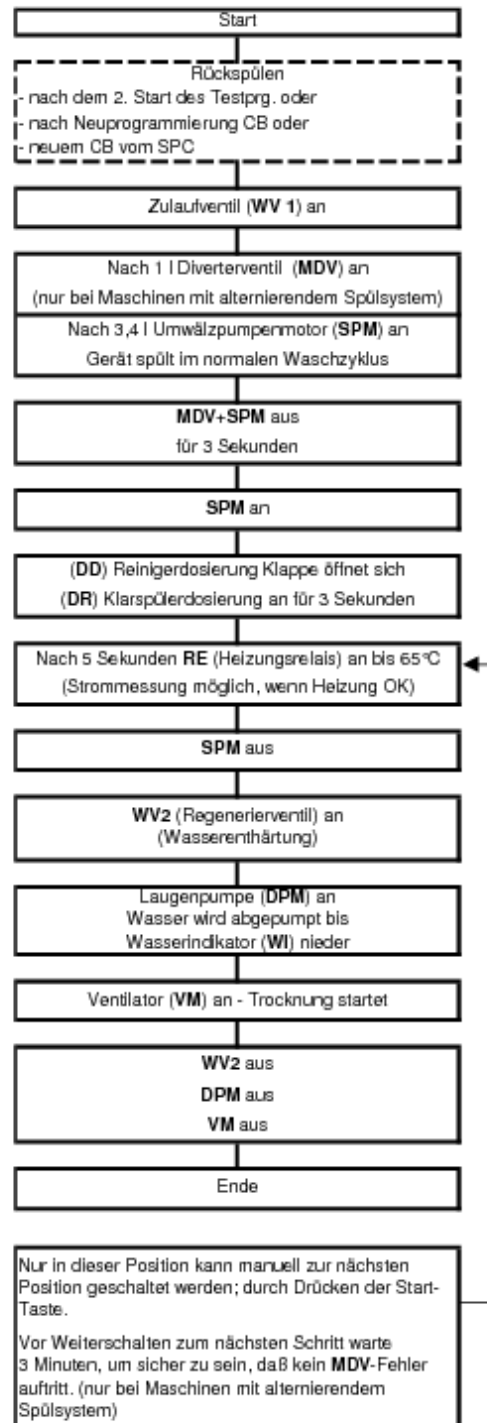 Start
Rückspülen
- nach dem 2. Start des Testprg. oder
- nach Neuprogrammierung CB oder
- neuem CB vom SPC
Zulaufventil (WV 1) an
Nach 1 l Diverterventil (MDV) an
(nur bei Maschinen mit alternierendem Spülsystem)
Nach 3,4 l Umwälzpumpenmotor (SPM) an
Gerät spült im normalen Waschzyklus
MDV+SPM aus
für 3 Sekunden
SPM an
(DD) Reinigerdosierung Klappe öffnet sich
(DR) Klarspülerdosierung an für 3 Sekunden
Nach 5 Sekunden RE (Heizungsrelais) an bis 65°C
(Strommessung möglich, wenn Heizung OK)
SPM aus
WV2 (Regenerierventil) an
(Wasserenthärtung)
Laugenpumpe (DPM) an
Wasser wird abgepumpt bis
Wasserindikator (WI) nieder
Ventilator (VM) an - Trocknung startet
WV2 aus
DPM aus
VM aus
Ende
Nur in dieser Position kann manuell zur nächsten
Position geschaltet werden; durch Drücken der Start-
Taste.
Vor Weiterschalten zum nächsten Schritt warte
3 Minuten, um sicher zu sein, daß kein MDV-Fehler
auftritt. (nur bei Maschinen mit alternierendem
Spülsystem)